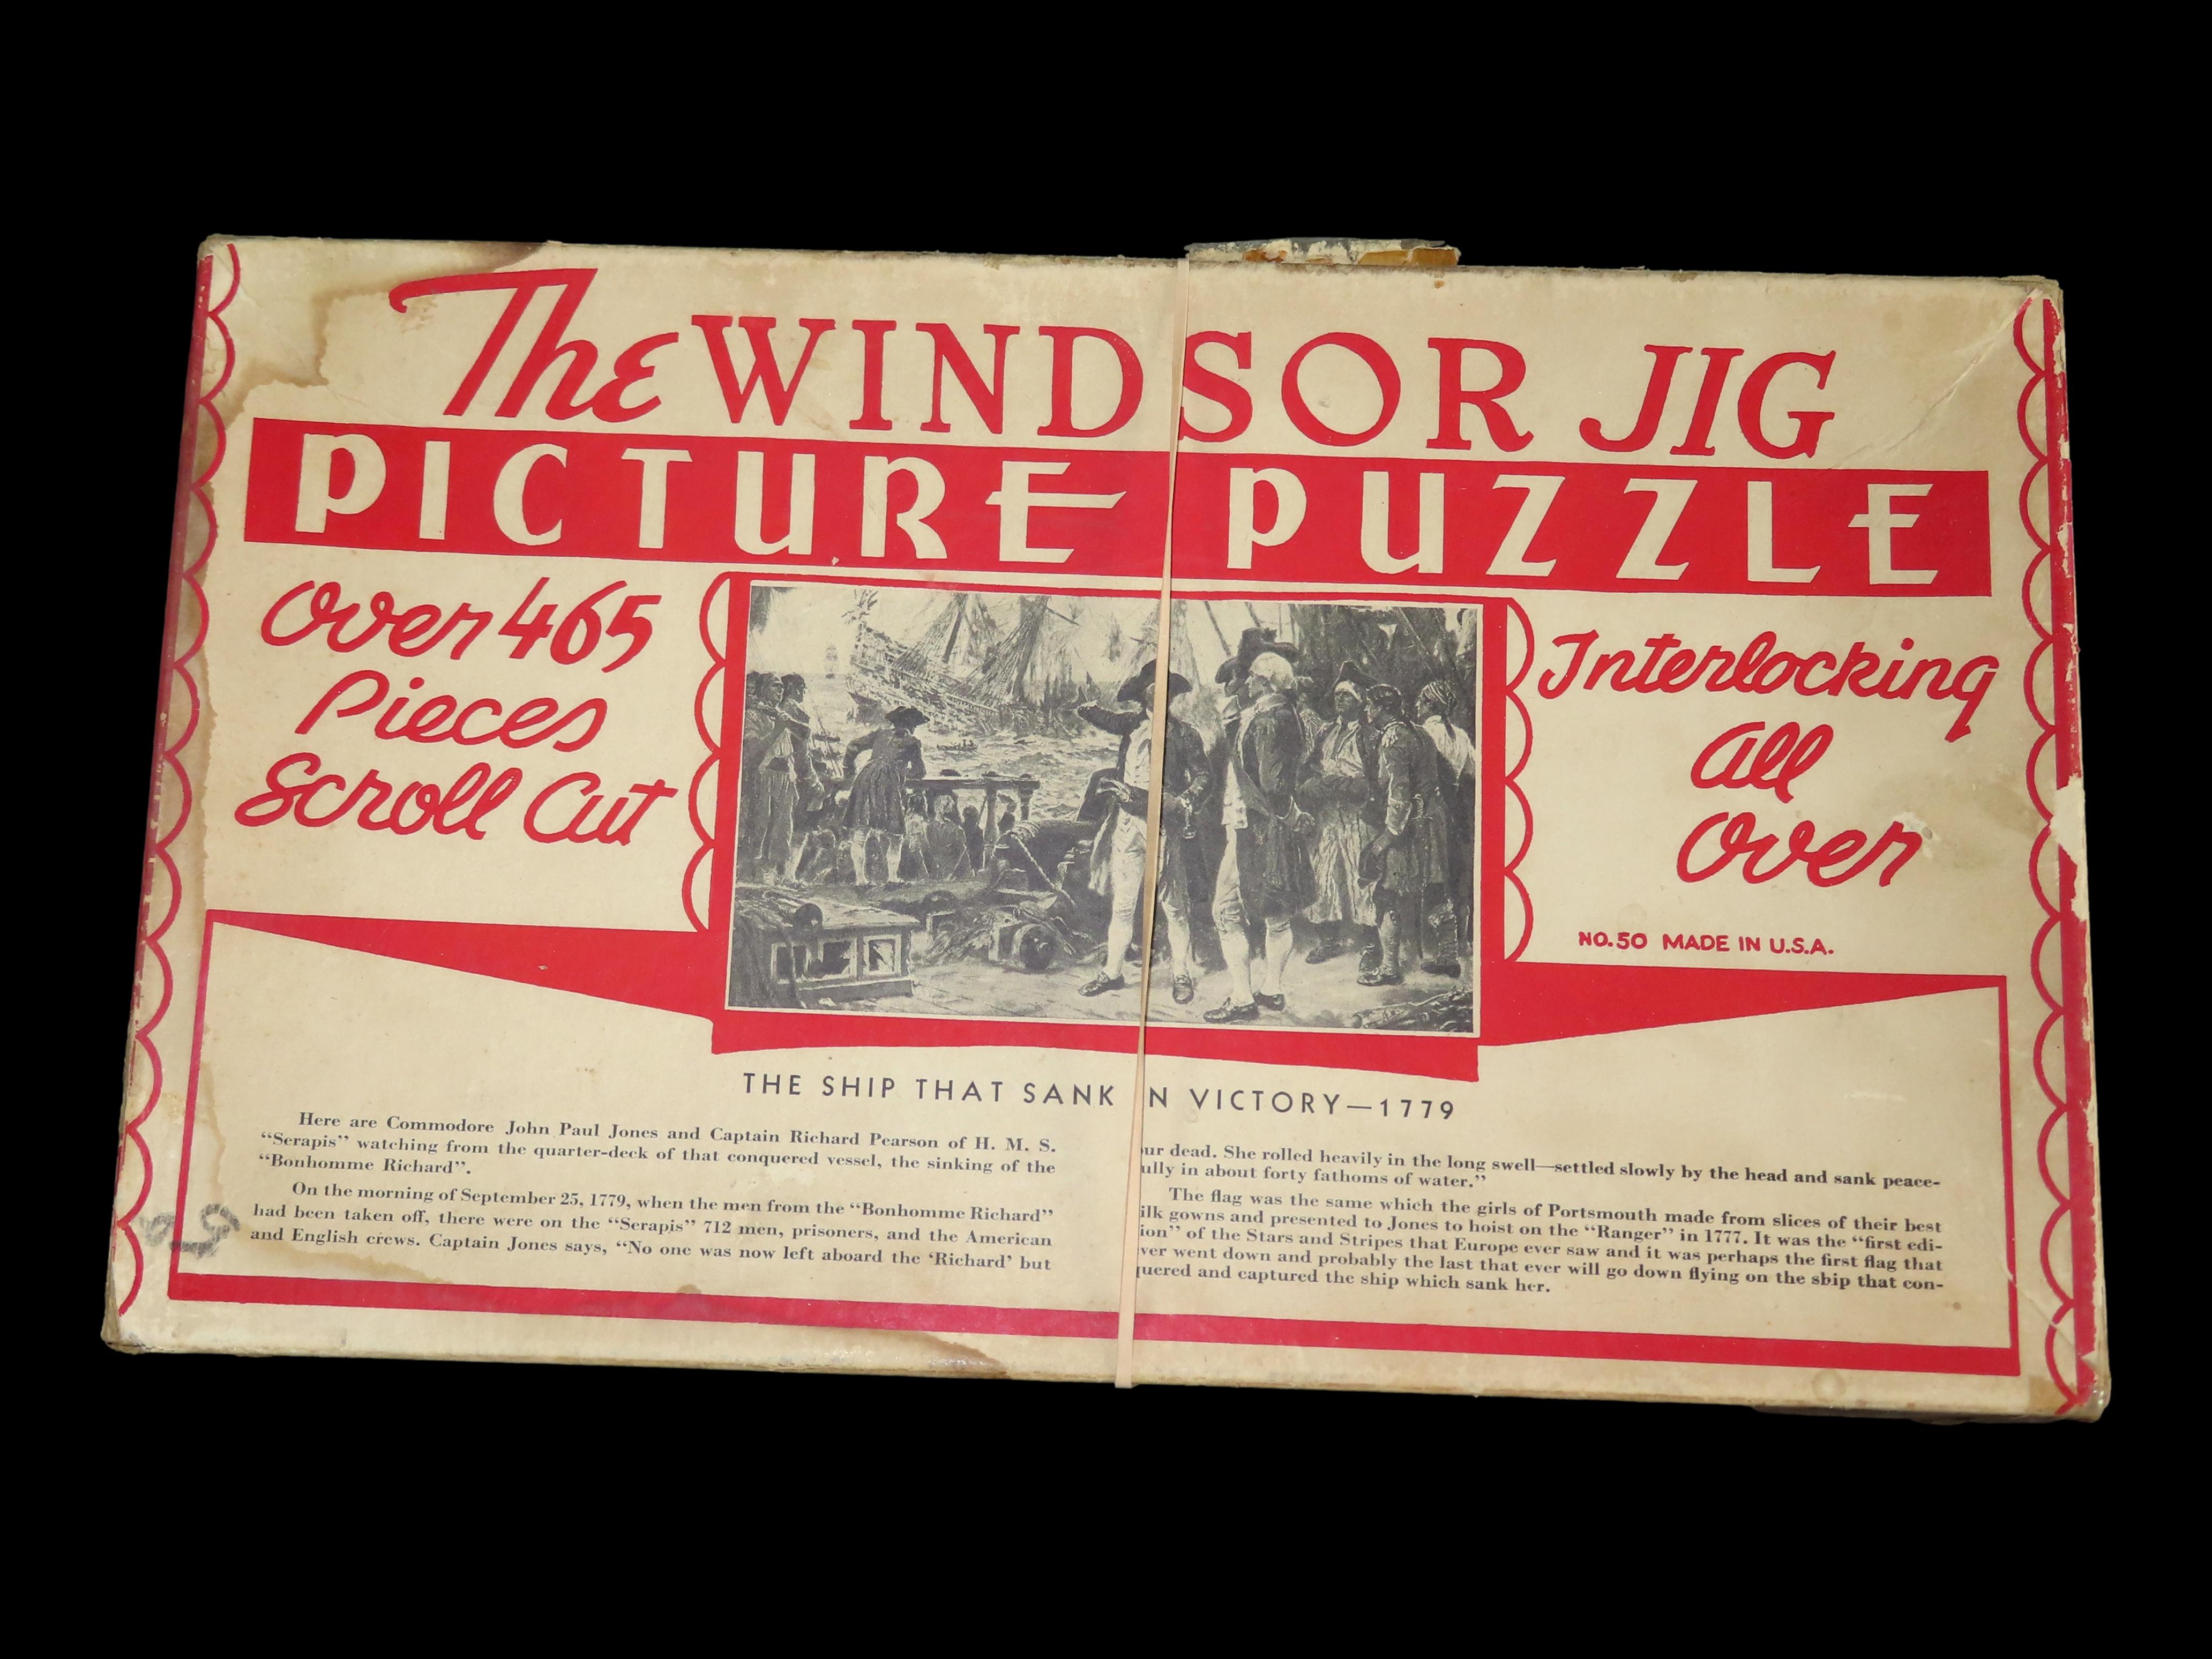 The WINDSOR JIG
PICTURE PUZZLE
Over 465
Pieces
Scroll Cut
Interlocking
All
Over
NO. 50 MADE IN U.S.A.
THE SHIP THAT SANK N VICTORY—1779
Here are Commodore John Paul Jones and Captain Richard Pearson of H. M. S.
“Serapis” watching from the quarter-deck of that conquered vessel, the sinking of the
“Bonhomme Richard”.
On the morning of September 25, 1779, when the men from the “Bonhomme Richard”
had been taken off, there were on the “Serapis” 712 men, prisoners, and the American
and English crews. Captain Jones says, “No one was now left aboard the ‘Richard’ but
ur dead. She rolled heavily in the long swell—settled slowly by the head and sank peace-
ully in about forty fathoms of water.”
The flag was the same which the girls of Portsmouth made from slices of their best
ilk gowns and presented to Jones to hoist on the “Ranger” in 1777. It was the “first edi-
ion” of the Stars and Stripes that Europe ever saw and it was perhaps the first flag that
ver went down and probably the last that ever will go down flying on the ship that con-
quered and captured the ship which sank her.